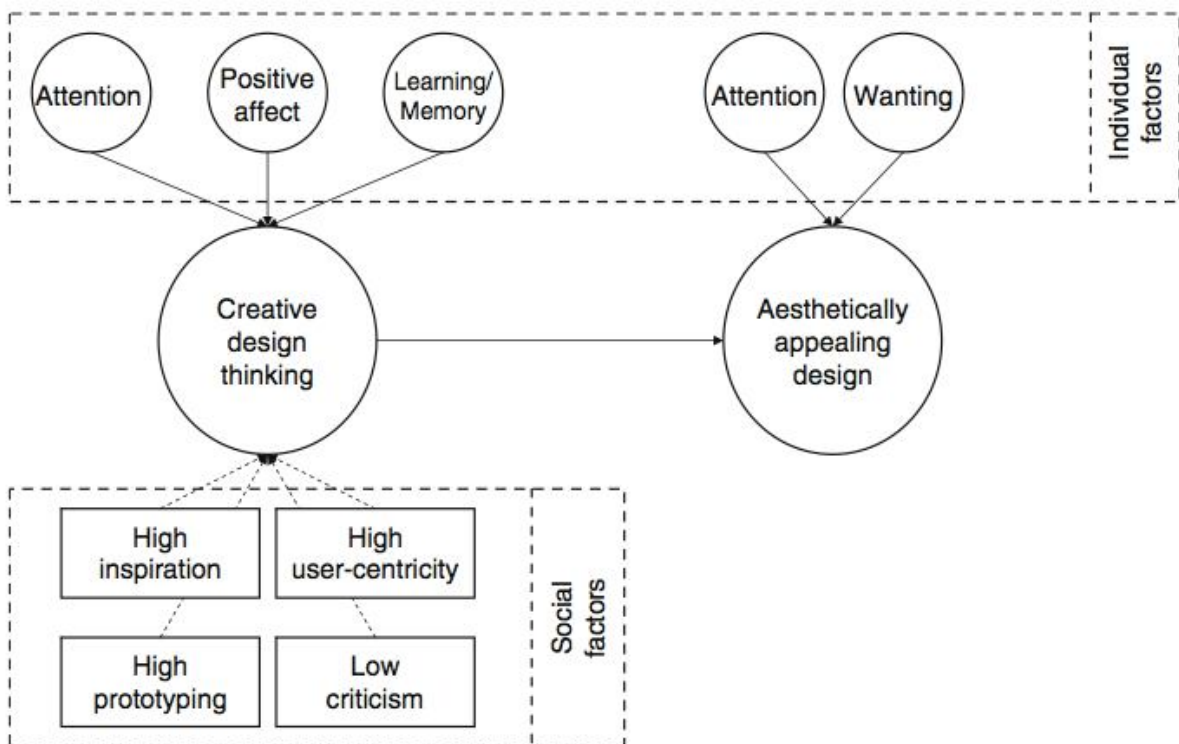 Attention
Positive
affect
Learning/
Memory
Attention
Wanting
Individual
factors
Creative
design
thinking
Aesthetically
appealing
design
High
inspiration
High
user-centricity
High
prototyping
Low
criticism
Social
factors